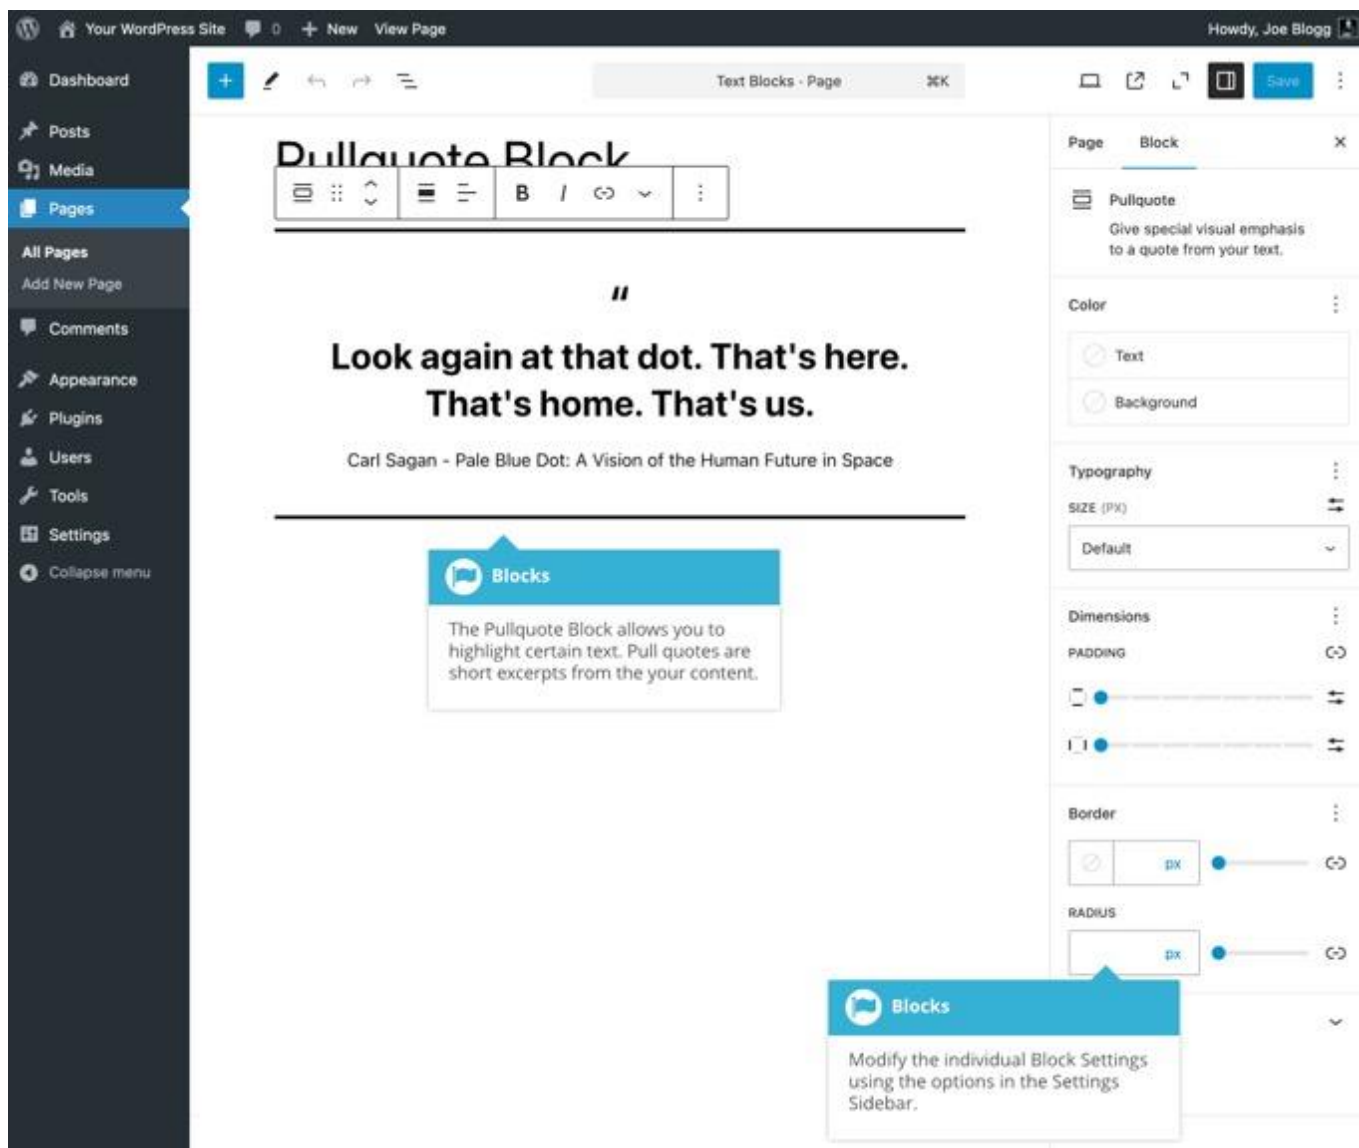 Your WordPress Site 0 + New View Page Howdy, Joe Blogg
Dashboard
Posts
Media
Pages
All Pages
Add New Page
Comments
Appearance
Plugins
Users
Tools
Settings
Collapse menu
Text Blocks · Page ⌘K
Save
Pullquote Block
B I
"
Look again at that dot. That's here.
That's home. That's us.
Carl Sagan - Pale Blue Dot: A Vision of the Human Future in Space
Blocks
The Pullquote Block allows you to
highlight certain text. Pull quotes are
short excerpts from the your content.
Page Block
Pullquote
Give special visual emphasis
to a quote from your text.
Color
Text
Background
Typography
SIZE (PX)
Default
Dimensions
PADDING
Border
px
RADIUS
px
Blocks
Modify the individual Block Settings
using the options in the Settings
Sidebar.